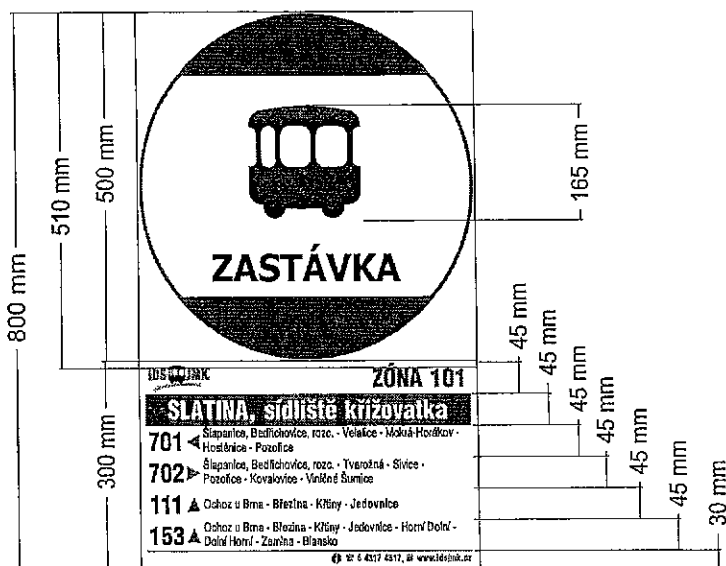 800 mm
510 mm
500 mm
300 mm
165 mm
ZASTÁVKA
45 mm
45 mm
45 mm
45 mm
45 mm
45 mm
30 mm
IDS JMK
ZÓNA 101
SLATINA, sídliště křižovatka
701 Šlapanice, Bedřichovice, rozc. - Velatice - Mokrá-Horákov -
Hostěnice - Pozořice
702 Šlapanice, Bedřichovice, rozc. - Tvarožná - Sivice -
Pozořice - Kovalovice - Viničné Šumice
111 Ochoz u Brna - Březina - Křtiny - Jedovnice
153 Ochoz u Brna - Březina - Křtiny - Jedovnice - Horní Dolní -
Dolní Horní - Blansko
5 4317 4317, www.idsjmk.cz